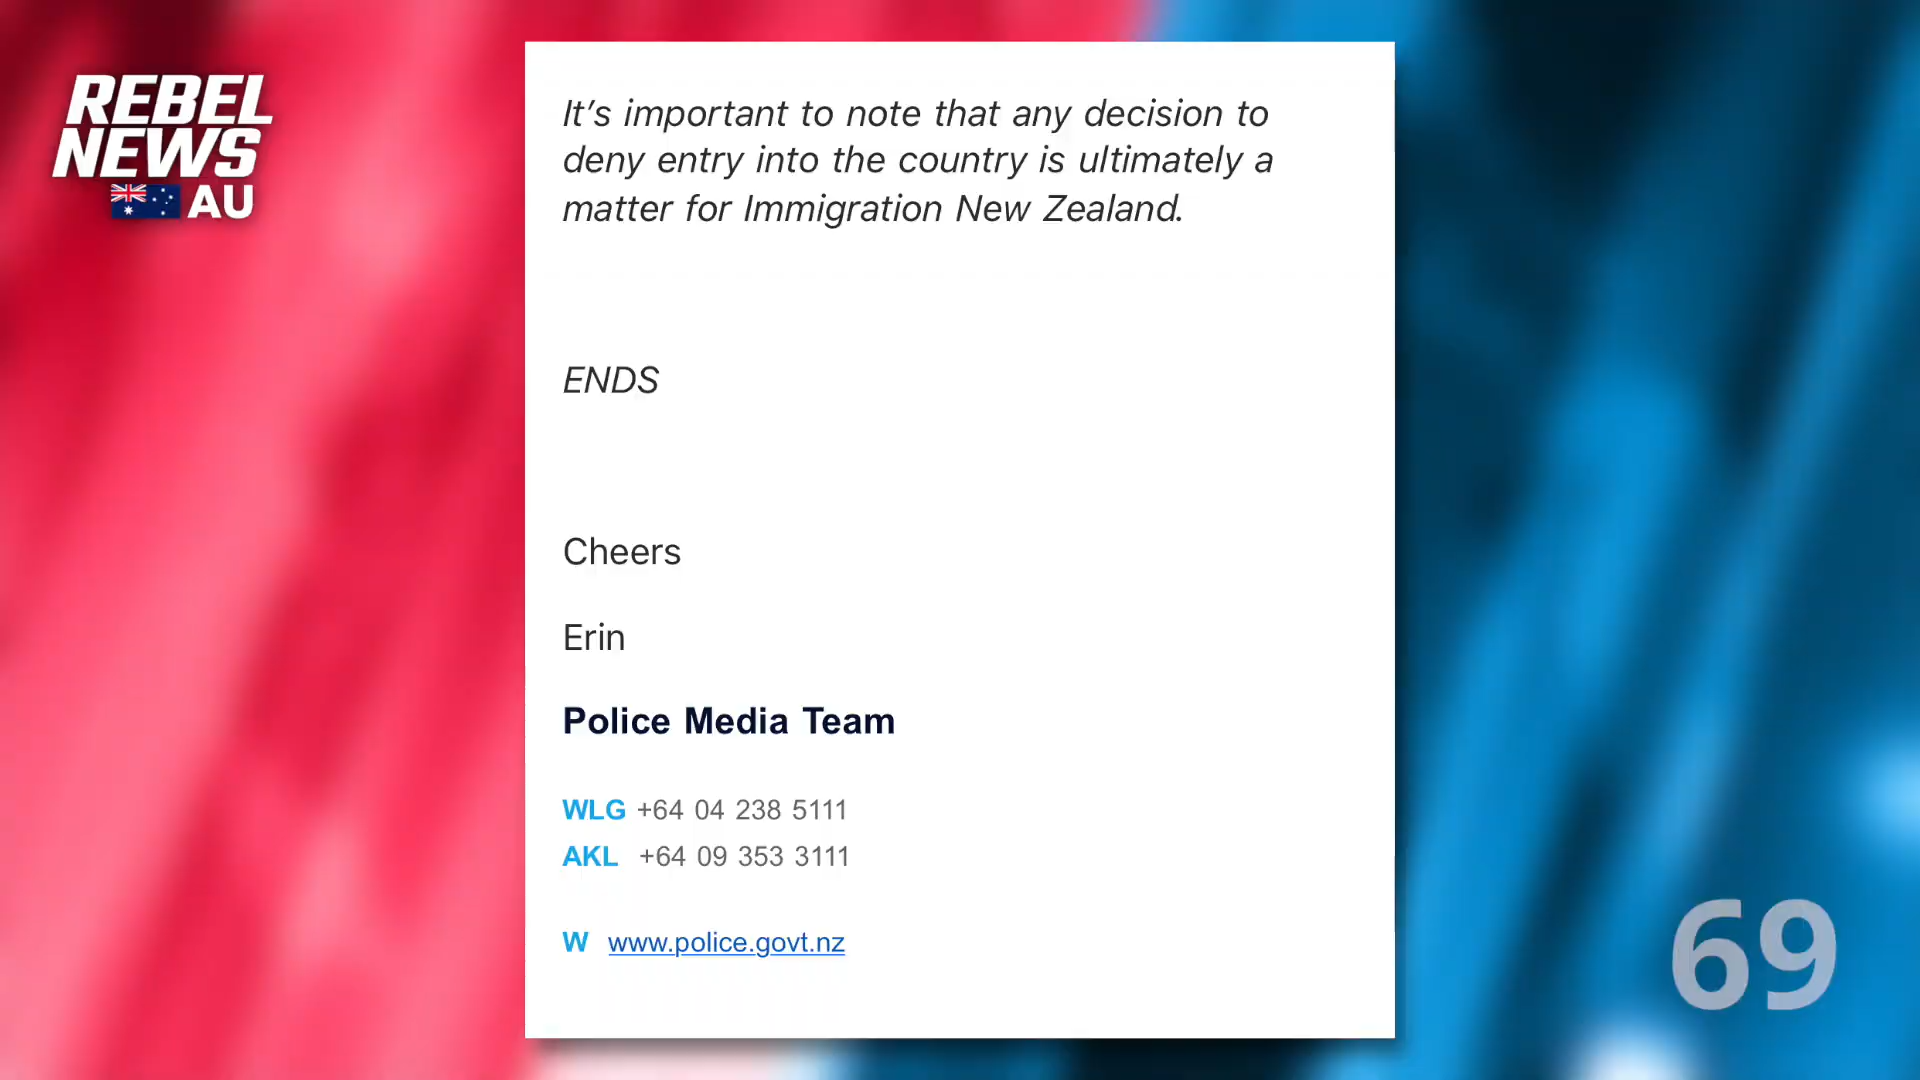 REBEL
NEWS
AU
It's important to note that any decision to
deny entry into the country is ultimately a
matter for Immigration New Zealand.
ENDS
Cheers
Erin
Police Media Team
WLG +64 04 238 5111
AKL +64 09 353 3111
W www.police.govt.nz
69